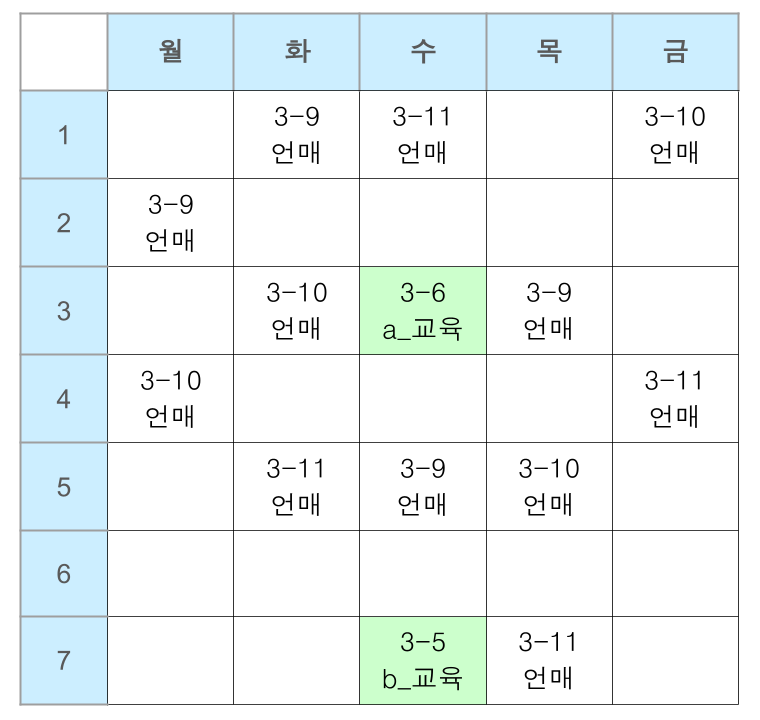 월 화 수 목 금
1 3-9 언매 3-11 언매 3-10 언매
2 3-9 언매
3 3-10 언매 3-6 a_교육 3-9 언매
4 3-10 언매 3-11 언매
5 3-11 언매 3-9 언매 3-10 언매
6
7 3-5 b_교육 3-11 언매